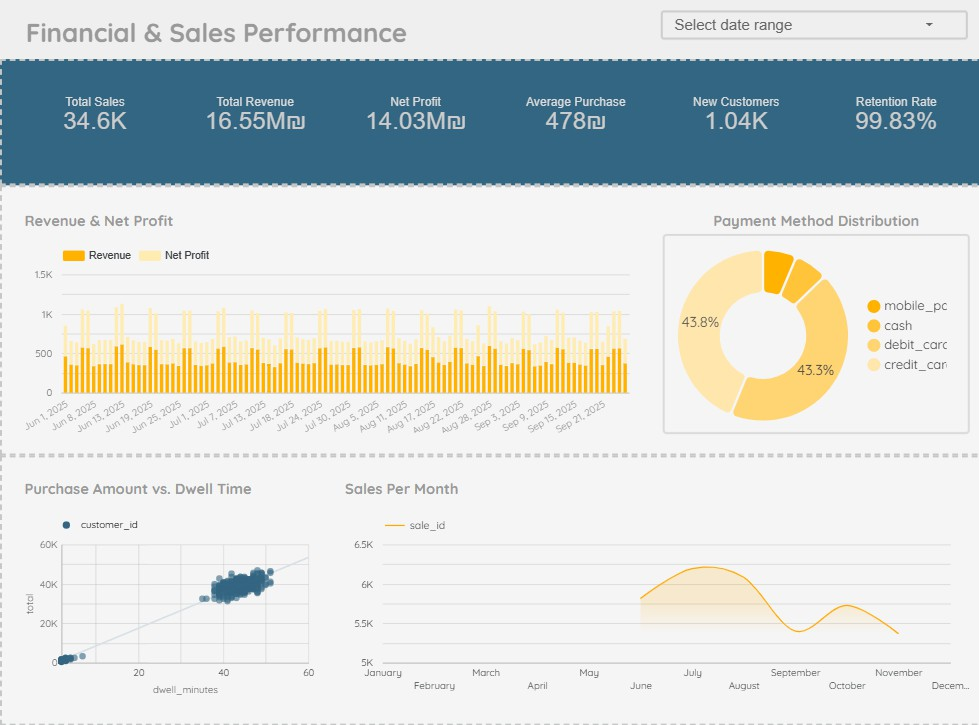 Financial & Sales Performance
Select date range
Total Sales
34.6K
Total Revenue
16.55M₪
Net Profit
14.03M₪
Average Purchase
478₪
New Customers
1.04K
Retention Rate
99.83%
Revenue & Net Profit
Revenue
Net Profit
1.5K
1K
500
0
Jun 1, 2025
Jun 8, 2025
Jun 13, 2025
Jun 19, 2025
Jun 25, 2025
Jul 1, 2025
Jul 7, 2025
Jul 13, 2025
Jul 18, 2025
Jul 24, 2025
Jul 30, 2025
Aug 5, 2025
Aug 11, 2025
Aug 17, 2025
Aug 22, 2025
Aug 28, 2025
Sep 3, 2025
Sep 9, 2025
Sep 15, 2025
Sep 21, 2025
Payment Method Distribution
43.8%
43.3%
mobile_pc
cash
debit_carc
credit_car
Purchase Amount vs. Dwell Time
customer_id
60K
40K
20K
0
total
20
40
60
dwell_minutes
Sales Per Month
sale_id
6.5K
6K
5.5K
5K
January
February
March
April
May
June
July
August
September
October
November
Decem...